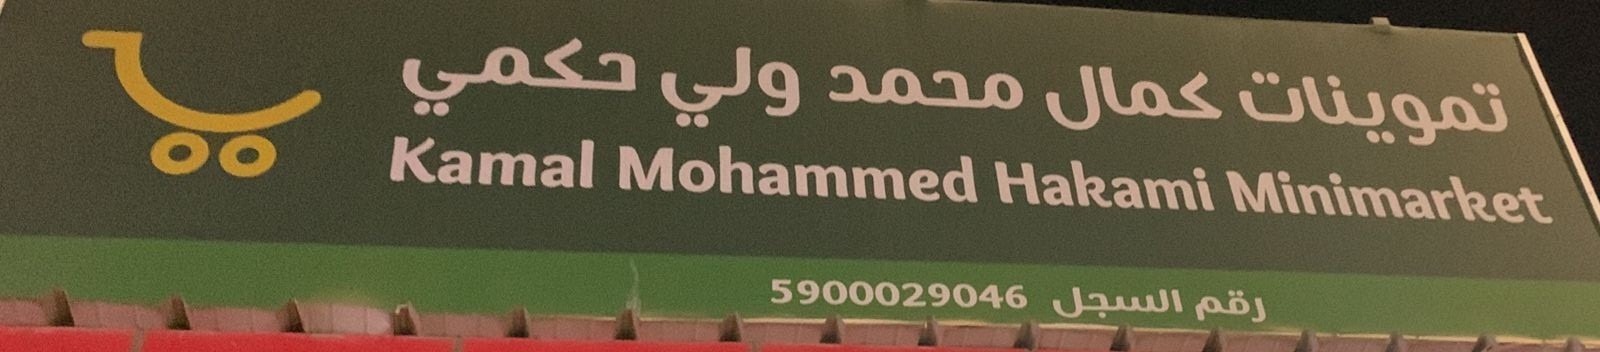 تموينات كمال محمد ولي حكمي
Kamal Mohammed Hakami Minimarket
رقم السجل 5900029046